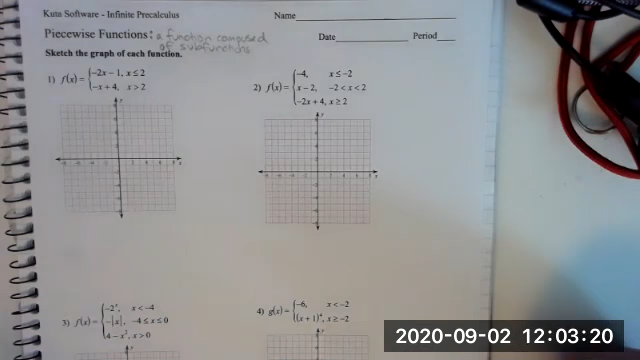 Kuta Software - Infinite Precalculus
Name
Piecewise Functions: a function composed
of subfunctions
Date Period
Sketch the graph of each function.
1) f(x) = {-2x - 1, x ≤ 2
-x + 4, x > 2
2) f(x) = {-4, x ≤ -2
x - 2, -2 < x < 2
-2x + 4, x ≥ 2
3) f(x) = {-2ˣ, x < -4
-|x|, -4 ≤ x ≤ 0
4 - x², x > 0
4) g(x) = {-6, x < -2
(x + 1)⁴, x ≥ -2
2020-09-02 12:03:20